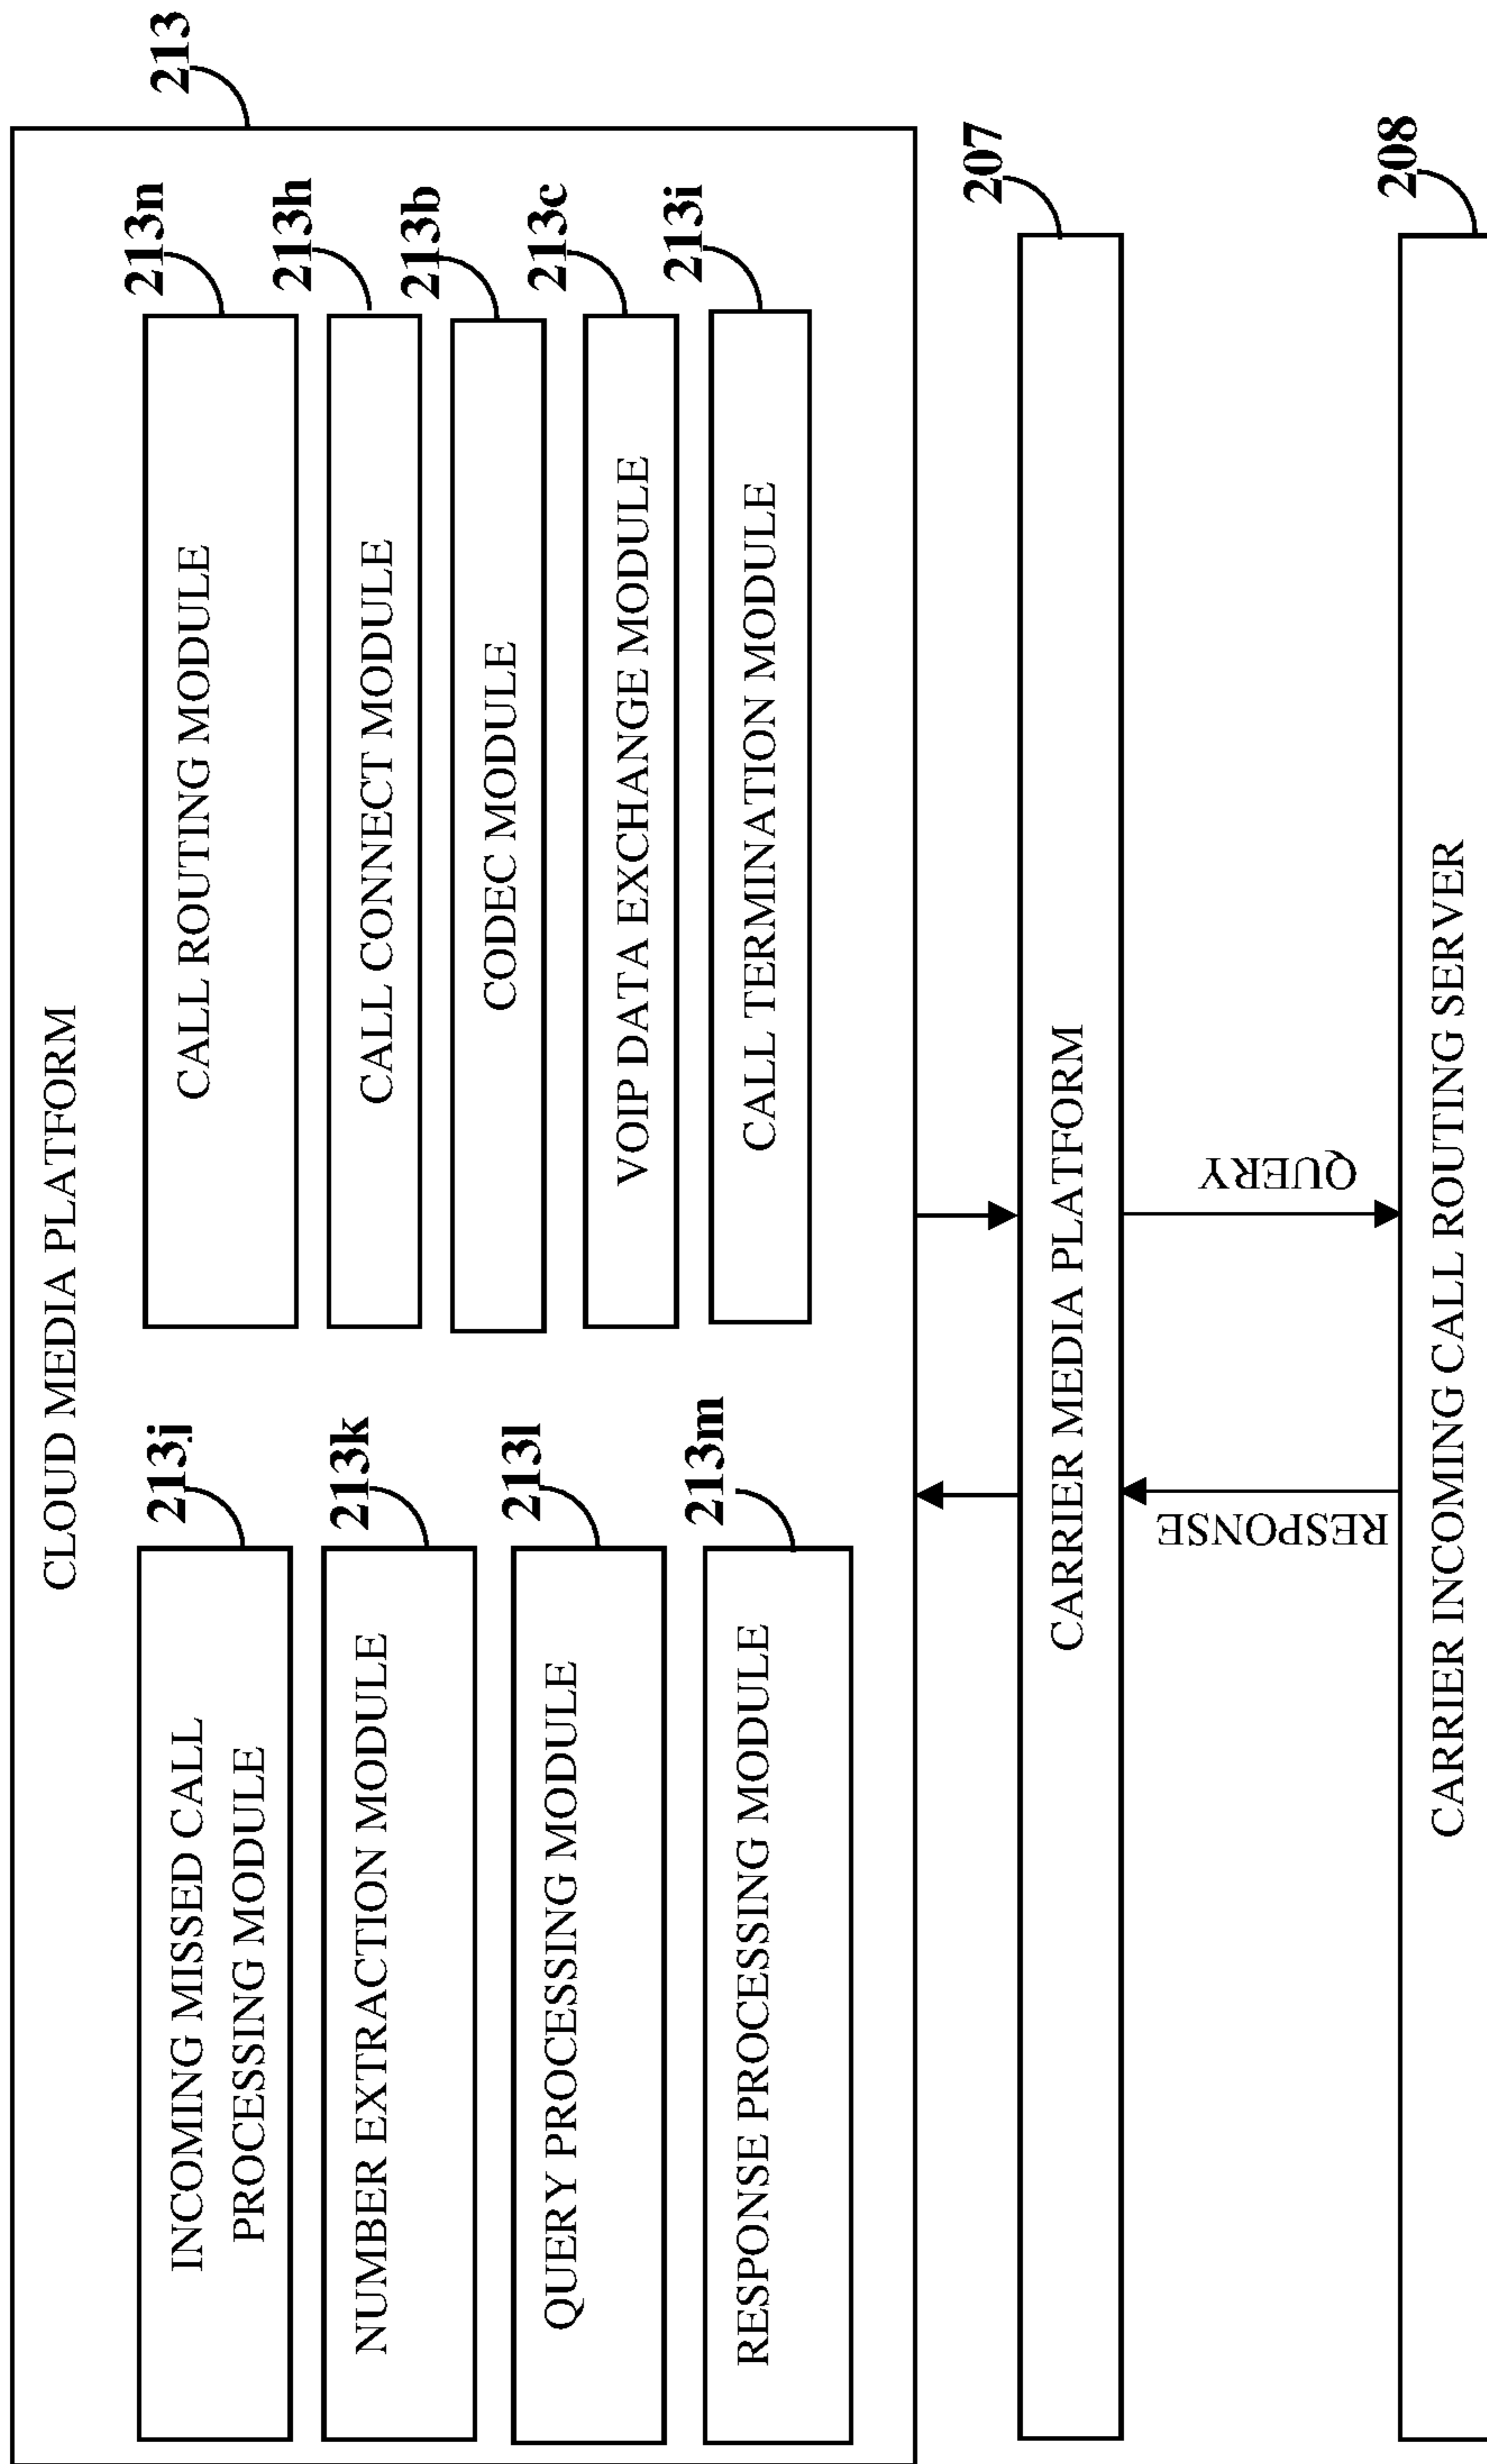 213
CLOUD MEDIA PLATFORM
213j
INCOMING MISSED CALL
PROCESSING MODULE
213k
NUMBER EXTRACTION MODULE
213l
QUERY PROCESSING MODULE
213m
RESPONSE PROCESSING MODULE
213n
CALL ROUTING MODULE
213h
CALL CONNECT MODULE
213b
CODEC MODULE
213c
VOIP DATA EXCHANGE MODULE
213i
CALL TERMINATION MODULE
207
CARRIER MEDIA PLATFORM
RESPONSE
QUERY
208
CARRIER INCOMING CALL ROUTING SERVER